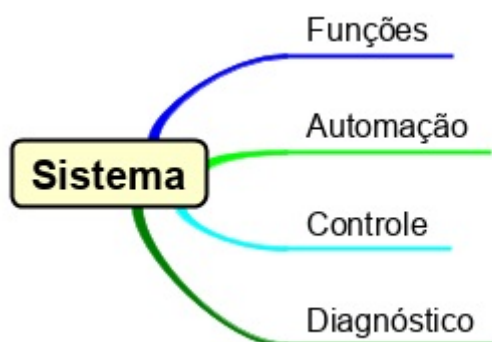 Funções
Automação
Sistema
Controle
Diagnóstico